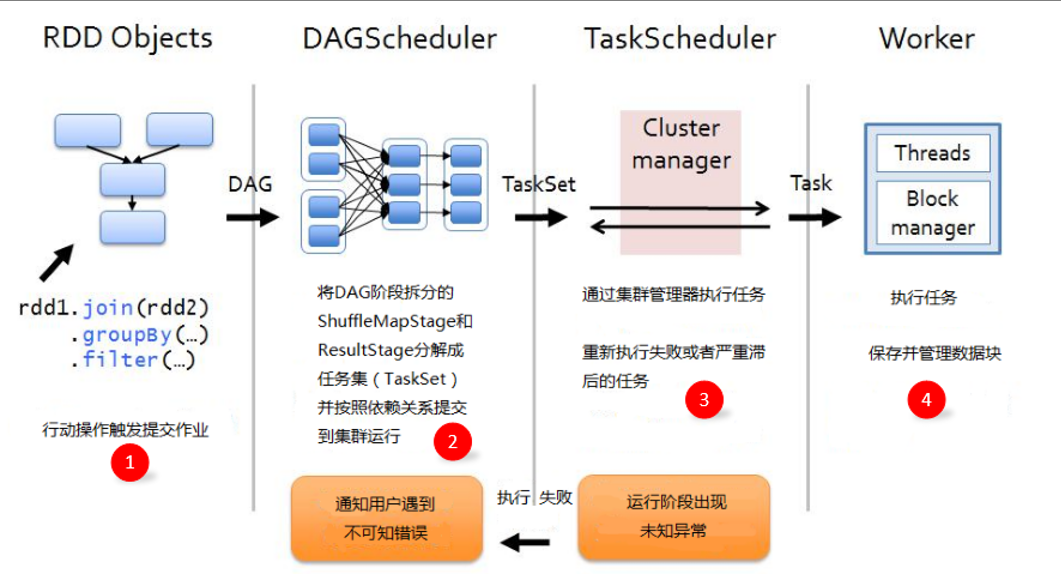 RDD Objects
DAGScheduler
TaskScheduler
Worker
DAG
rdd1.join(rdd2)
.groupBy(…)
.filter(…)
行动操作触发提交作业
1
TaskSet
将DAG阶段拆分的
ShuffleMapStage和
ResultStage分解成
任务集（TaskSet）
并按照依赖关系提交
到集群运行
2
Cluster
manager
Task
通过集群管理器执行任务
重新执行失败或者严重滞
后的任务
3
Threads
Block
manager
执行任务
保存并管理数据块
4
通知用户遇到
不可知错误
执行 失败
运行阶段出现
未知异常